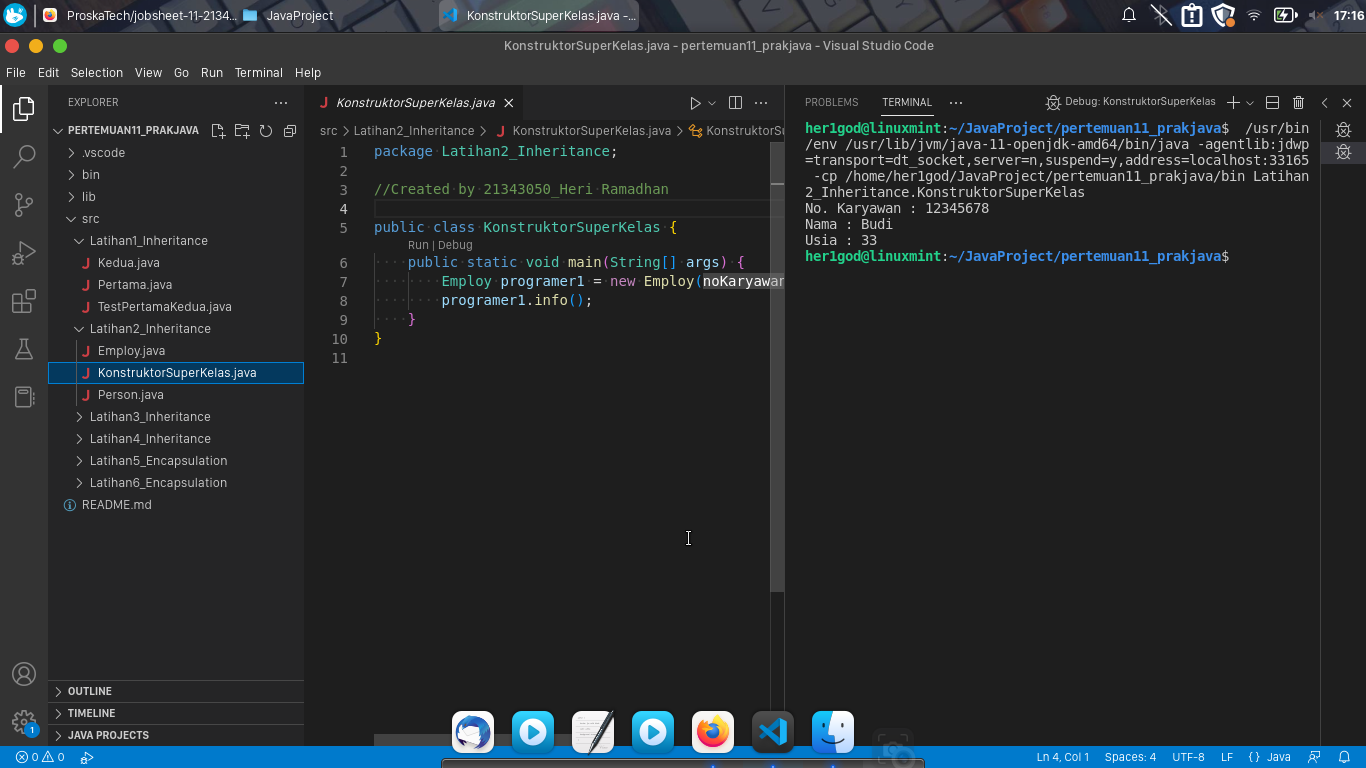 ProskaTech/jobsheet-11-2134...
JavaProject
KonstruktorSuperKelas.java -...
17:16
KonstruktorSuperKelas.java - pertemuan11_prakjava - Visual Studio Code
File Edit Selection View Go Run Terminal Help
EXPLORER
PERTEMUAN11_PRAKJAVA
.vscode
bin
lib
src
Latihan1_Inheritance
Kedua.java
Pertama.java
TestPertamaKedua.java
Latihan2_Inheritance
Employ.java
KonstruktorSuperKelas.java
Person.java
Latihan3_Inheritance
Latihan4_Inheritance
Latihan5_Encapsulation
Latihan6_Encapsulation
README.md
OUTLINE
TIMELINE
JAVA PROJECTS
KonstruktorSuperKelas.java
src > Latihan2_Inheritance > KonstruktorSuperKelas.java > KonstruktorSu
1 package Latihan2_Inheritance;
2
3 //Created by 21343050_Heri Ramadhan
4
5 public class KonstruktorSuperKelas {
Run | Debug
6 public static void main(String[] args) {
7 Employ programer1 = new Employ(noKaryawan
8 programer1.info();
9 }
10 }
11
PROBLEMS TERMINAL ... Debug: KonstruktorSuperKelas
her1god@linuxmint:~/JavaProject/pertemuan11_prakjava$ /usr/bin
/env /usr/lib/jvm/java-11-openjdk-amd64/bin/java -agentlib:jdwp
=transport=dt_socket,server=n,suspend=y,address=localhost:33165
-cp /home/her1god/JavaProject/pertemuan11_prakjava/bin Latihan
2_Inheritance.KonstruktorSuperKelas
No. Karyawan : 12345678
Nama : Budi
Usia : 33
her1god@linuxmint:~/JavaProject/pertemuan11_prakjava$
1
0 0
Ln 4, Col 1 Spaces: 4 UTF-8 LF {} Java